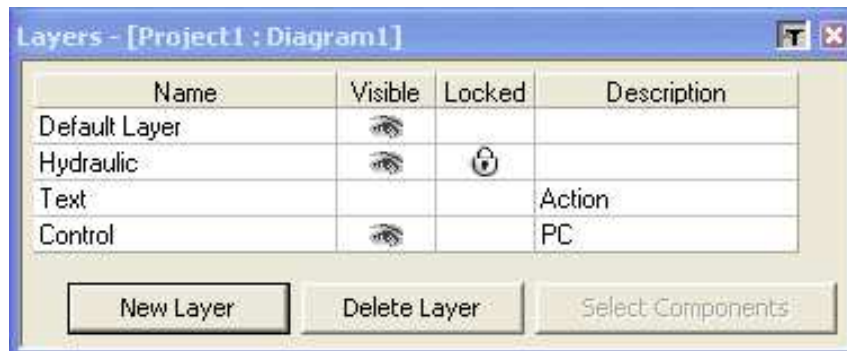 Layers - [Project1 : Diagram1]
Name Visible Locked Description
Default Layer
Hydraulic
Text Action
Control PC
New Layer Delete Layer Select Components